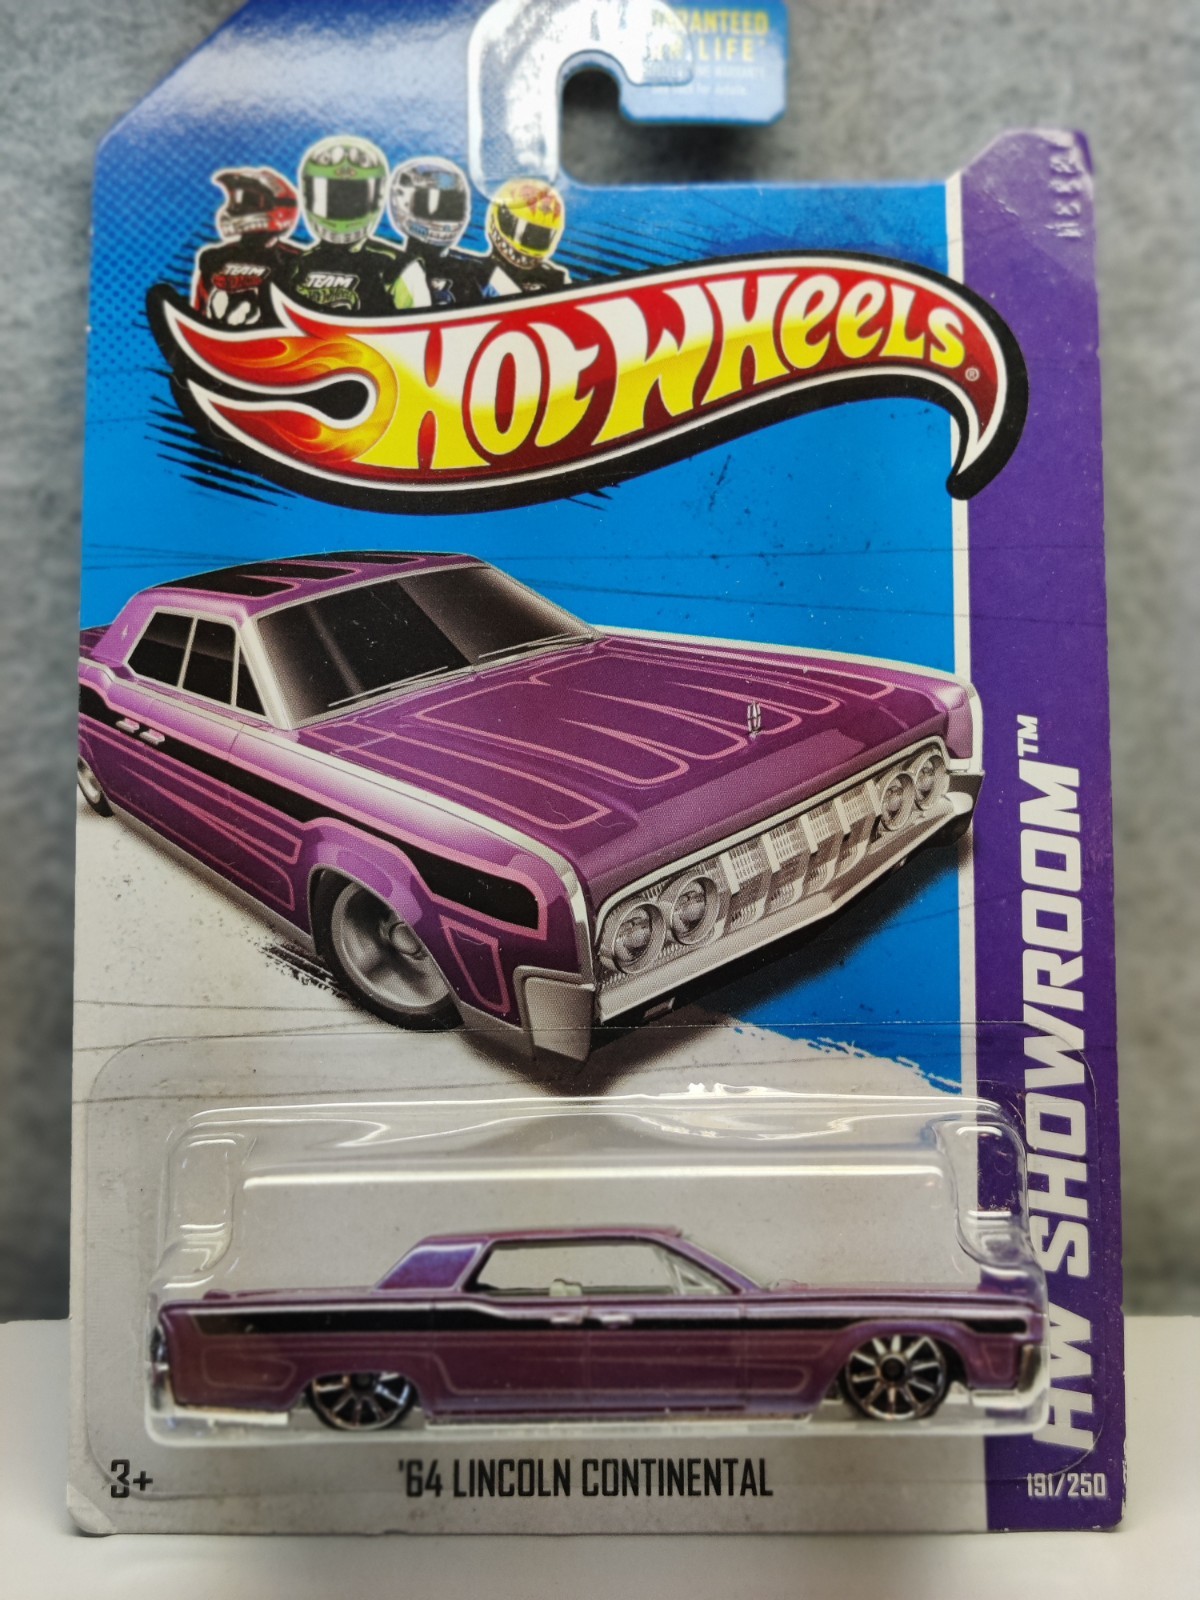 GUARANTEED
FOR LIFE
TEAM
TEAM
HOT WHEELS®
HW SHOWROOM™
3+
'64 LINCOLN CONTINENTAL
191/250